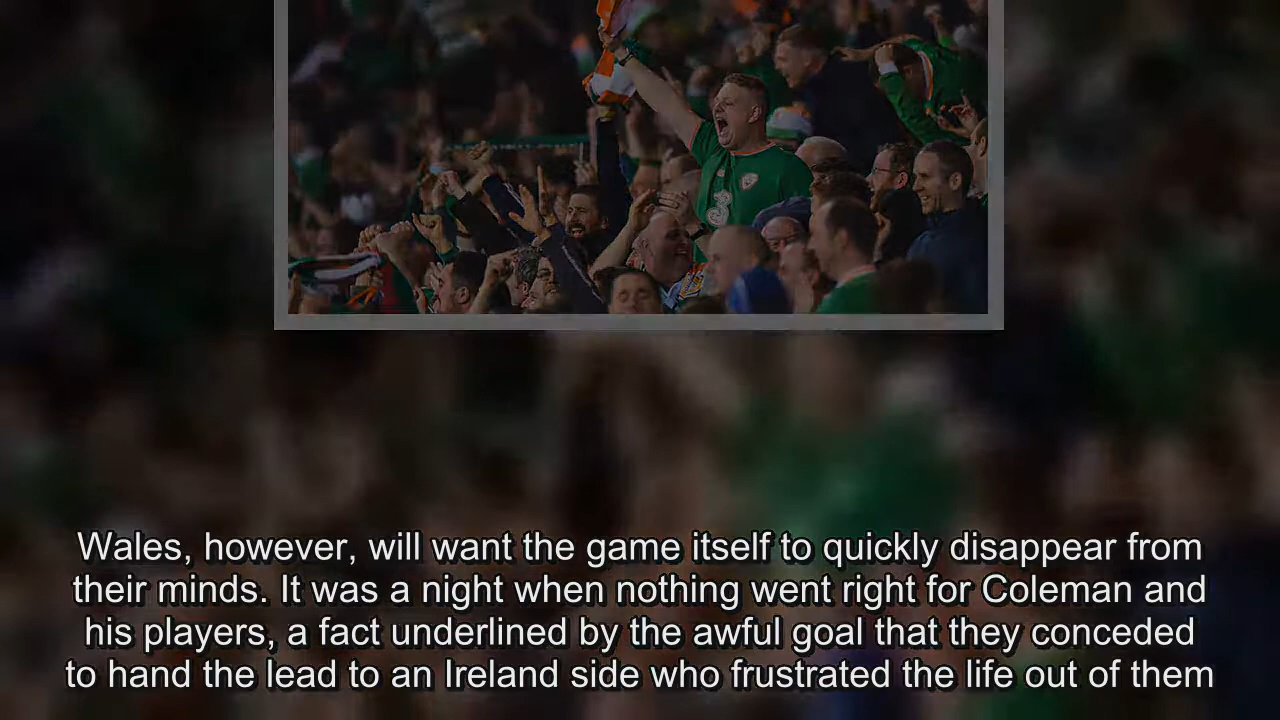 3
Wales, however, will want the game itself to quickly disappear from
their minds. It was a night when nothing went right for Coleman and
his players, a fact underlined by the awful goal that they conceded
to hand the lead to an Ireland side who frustrated the life out of them